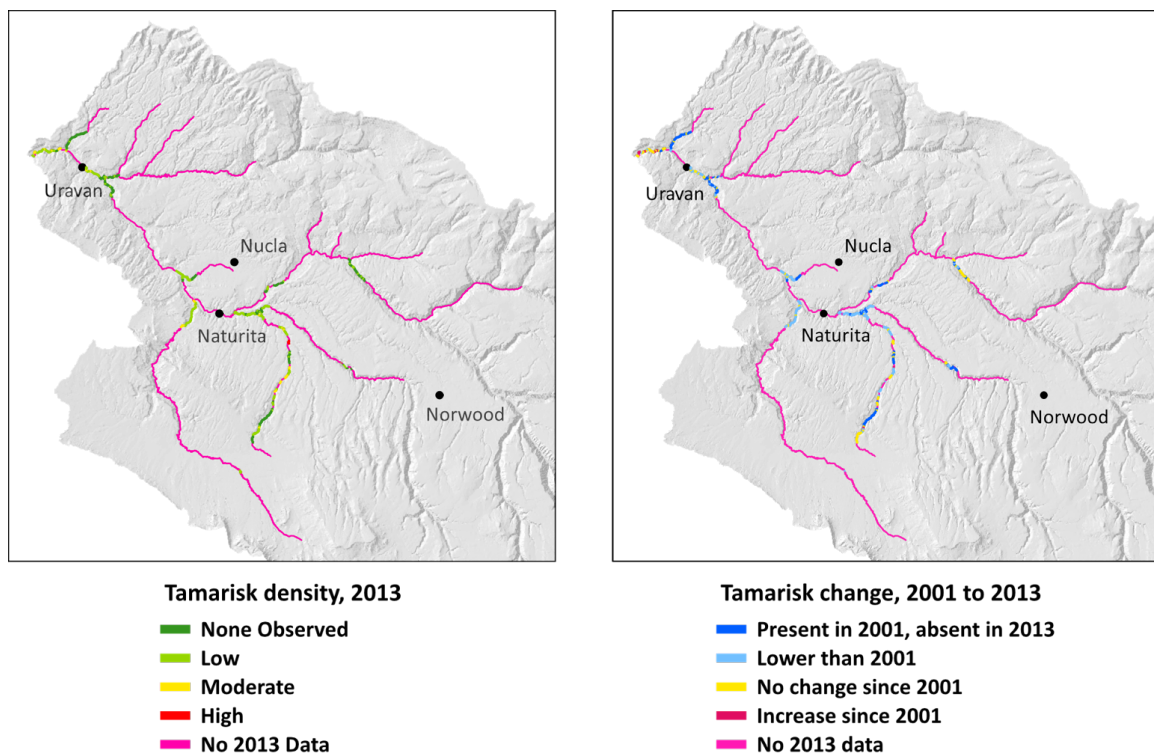 Uravan
Nucla
Naturita
Norwood
Tamarisk density, 2013
None Observed
Low
Moderate
High
No 2013 Data
Uravan
Nucla
Naturita
Norwood
Tamarisk change, 2001 to 2013
Present in 2001, absent in 2013
Lower than 2001
No change since 2001
Increase since 2001
No 2013 data